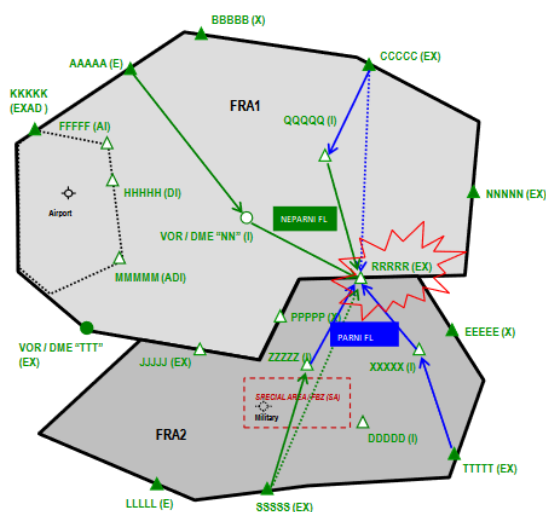 BBBBB (X)
AAAAA (E)
CCCCC (EX)
KKKKK
(EXAD )
FRA1
FFFFF (AI)
QQQQQ (I)
HHHHH (DI)
NNNNN (EX)
Airport
NEPARNI FL
VOR / DME "NN" (I)
RRRRR (EX)
MMMMM (ADI)
PPPPP (X)
VOR / DME "TTT"
(EX)
PARNI FL
EEEEE (X)
JJJJJ (EX)
ZZZZZ (I)
XXXXX (I)
SRECIAL AREA (FBZ (SA)
Military
FRA2
DDDDD (I)
TTTTT (EX)
LLLLL (E)
SSSSS (EX)